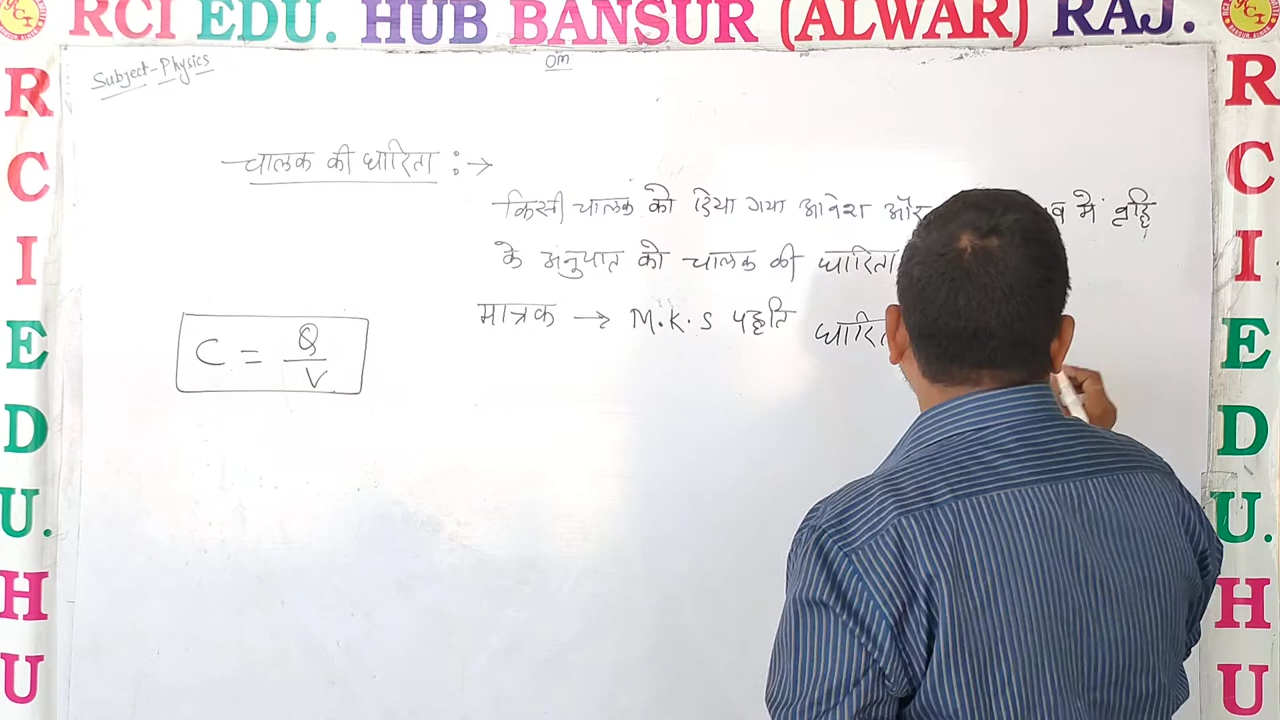 RCI EDU. HUB BANSUR (ALWAR) RAJ.
Subject-Physics
om
चालक की धारिता :→
किसी चालक को दिया गया आवेश और में वृद्धि
के अनुपात को चालक की धारिता
मात्रक → M.K.S पद्धति
C = Q/V
R
C
I
E
D
U.
H
U
R
C
I
E
D
U.
H
U